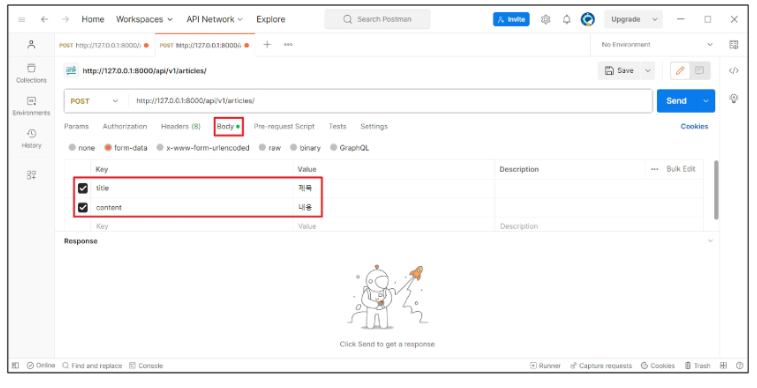 Home Workspaces API Network Explore Search Postman Invite Upgrade
POST http://127.0.0.1:8000/ POST http://127.0.0.1:8000/ No Environment
http://127.0.0.1:8000/api/v1/articles/ Save
POST http://127.0.0.1:8000/api/v1/articles/ Send
Params Authorization Headers (8) Body Pre-request Script Tests Settings Cookies
none form-data x-www-form-urlencoded raw binary GraphQL
Key Value Description Bulk Edit
title 제목
content 내용
Key Value Description
Response
Click Send to get a response
Collections
Environments
History
Online Find and replace Console Runner Capture requests Cookies Trash